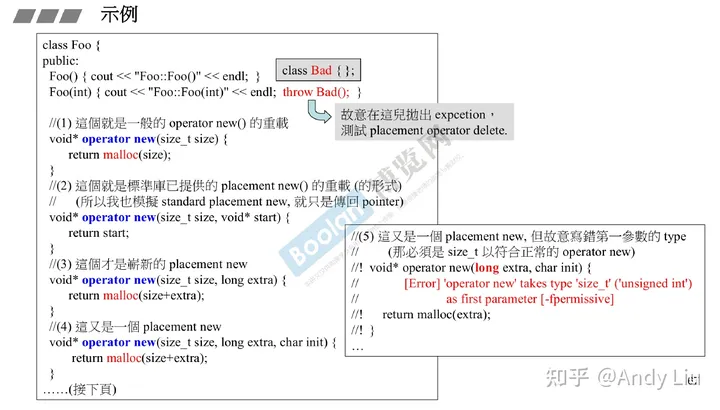 示例
class Foo {
public:
Foo() { cout << "Foo::Foo()" << endl; }
Foo(int) { cout << "Foo::Foo(int)" << endl; throw Bad(); }
class Bad { };
故意在這兒拋出 expcetion，
測試 placement operator delete.
//(1) 這個就是一般的 operator new() 的重載
void* operator new(size_t size) {
return malloc(size);
}
//(2) 這個就是標準庫已提供的 placement new() 的重載 (的形式)
// (所以我也模擬 standard placement new, 就只是傳回 pointer)
void* operator new(size_t size, void* start) {
return start;
}
//(3) 這個才是嶄新的 placement new
void* operator new(size_t size, long extra) {
return malloc(size+extra);
}
//(4) 這又是一個 placement new
void* operator new(size_t size, long extra, char init) {
return malloc(size+extra);
}
……(接下頁)
//(5) 這又是一個 placement new, 但故意寫錯第一參數的 type
// (那必須是 size_t 以符合正常的 operator new)
//! void* operator new(long extra, char init) {
// [Error] 'operator new' takes type 'size_t' ('unsigned int')
// as first parameter [-fpermissive]
//! return malloc(extra);
//! }
…
Boolan 博览网
知乎 @Andy Liu